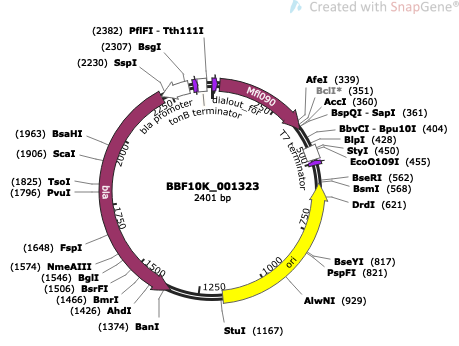 Created with SnapGene®
(2382) PflFI - Tth111I
(2307) BsgI
(2230) SspI
(1963) BsaHI
(1906) ScaI
(1825) TsoI
(1796) PvuI
(1648) FspI
(1574) NmeAIII
(1546) BglI
(1506) BsrFI
(1466) BmrI
(1426) AhdI
(1374) BanI
AfeI (339)
BclI* (351)
AccI (360)
BspQI - SapI (361)
BbvCI - Bpu10I (404)
BlpI (428)
StyI (450)
EcoO109I (455)
BseRI (562)
BsmI (568)
DrdI (621)
BseYI (817)
PspFI (821)
AlwNI (929)
StuI (1167)
BBF10K_001323
2401 bp
Mfl090
dialout_for
tonB terminator
bla promoter
T7 terminator
bla
ori
250
500
750
1000
1250
1500
1750
2000
2250